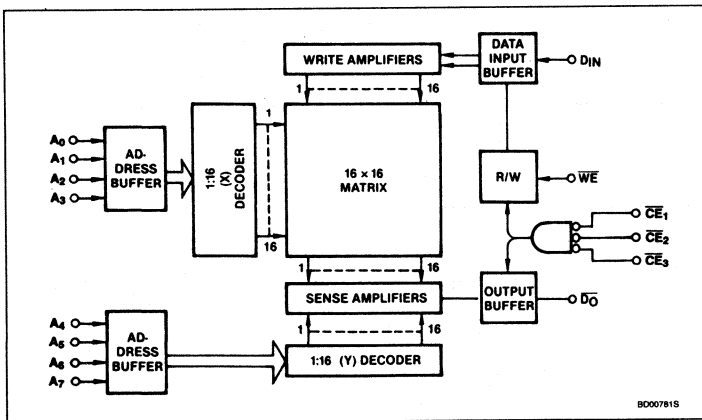 WRITE AMPLIFIERS
DATA
INPUT
BUFFER
DIN
1
16
A0
A1
A2
A3
AD-
DRESS
BUFFER
1:16
(X)
DECODER
1
16
16 × 16
MATRIX
R/W
WE
CE1
CE2
CE3
1
16
SENSE AMPLIFIERS
OUTPUT
BUFFER
DO
1
16
A4
A5
A6
A7
AD-
DRESS
BUFFER
1:16 (Y) DECODER
BD00781S